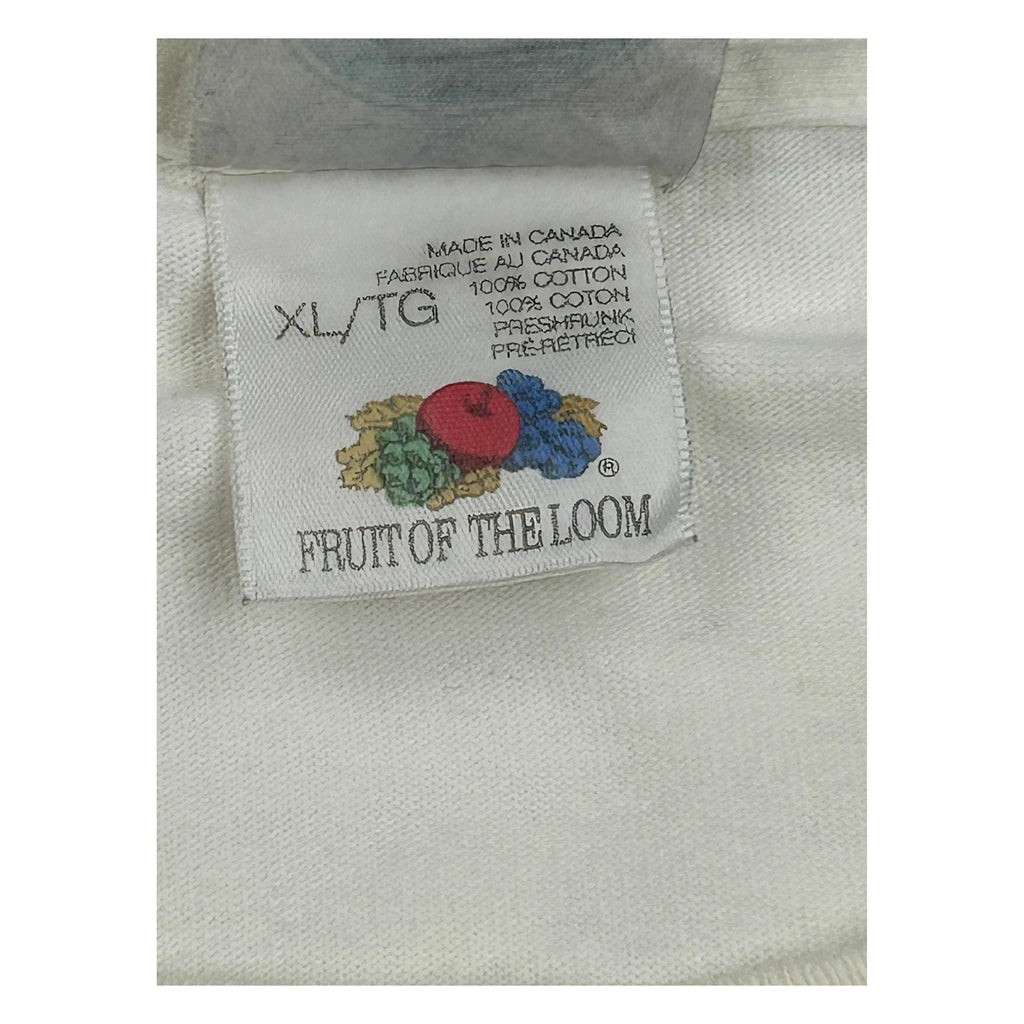 MADE IN CANADA
FABRIQUE AU CANADA
XL/TG 100% COTTON
100% COTON
PRESHRUNK
PRÉ-RÉTRÉCI
®
FRUIT OF THE LOOM